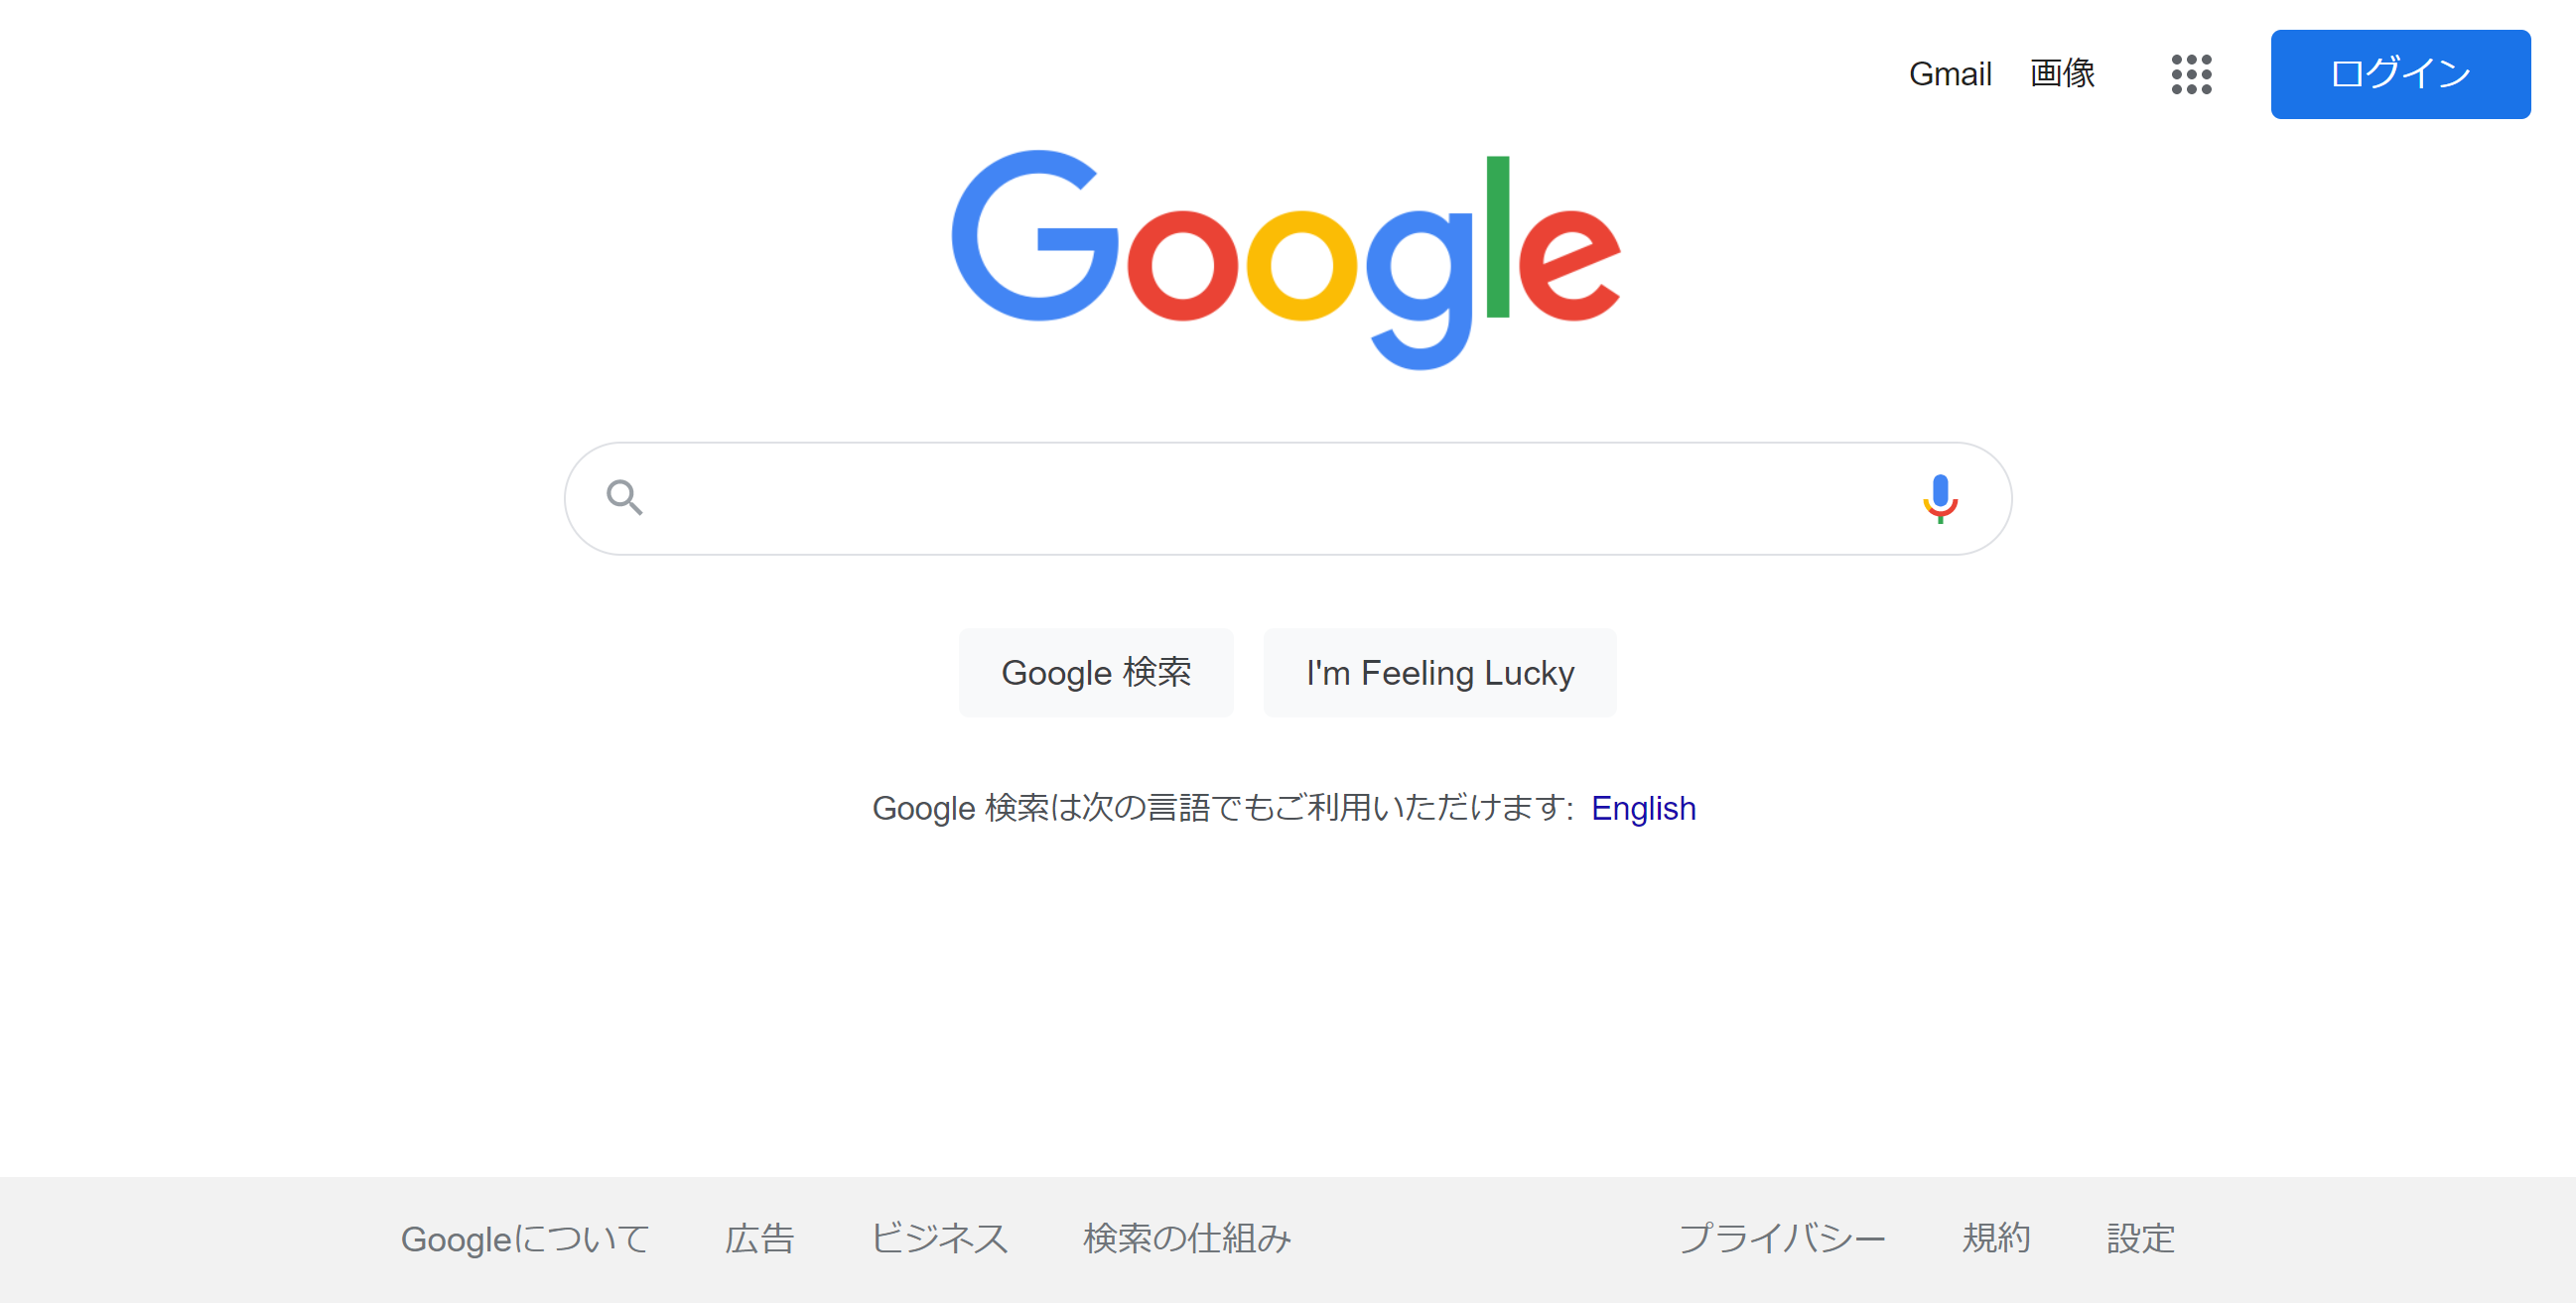 Gmail 画像 ログイン
Google
Google 検索 I'm Feeling Lucky
Google 検索は次の言語でもご利用いただけます: English
Googleについて 広告 ビジネス 検索の仕組み プライバシー 規約 設定